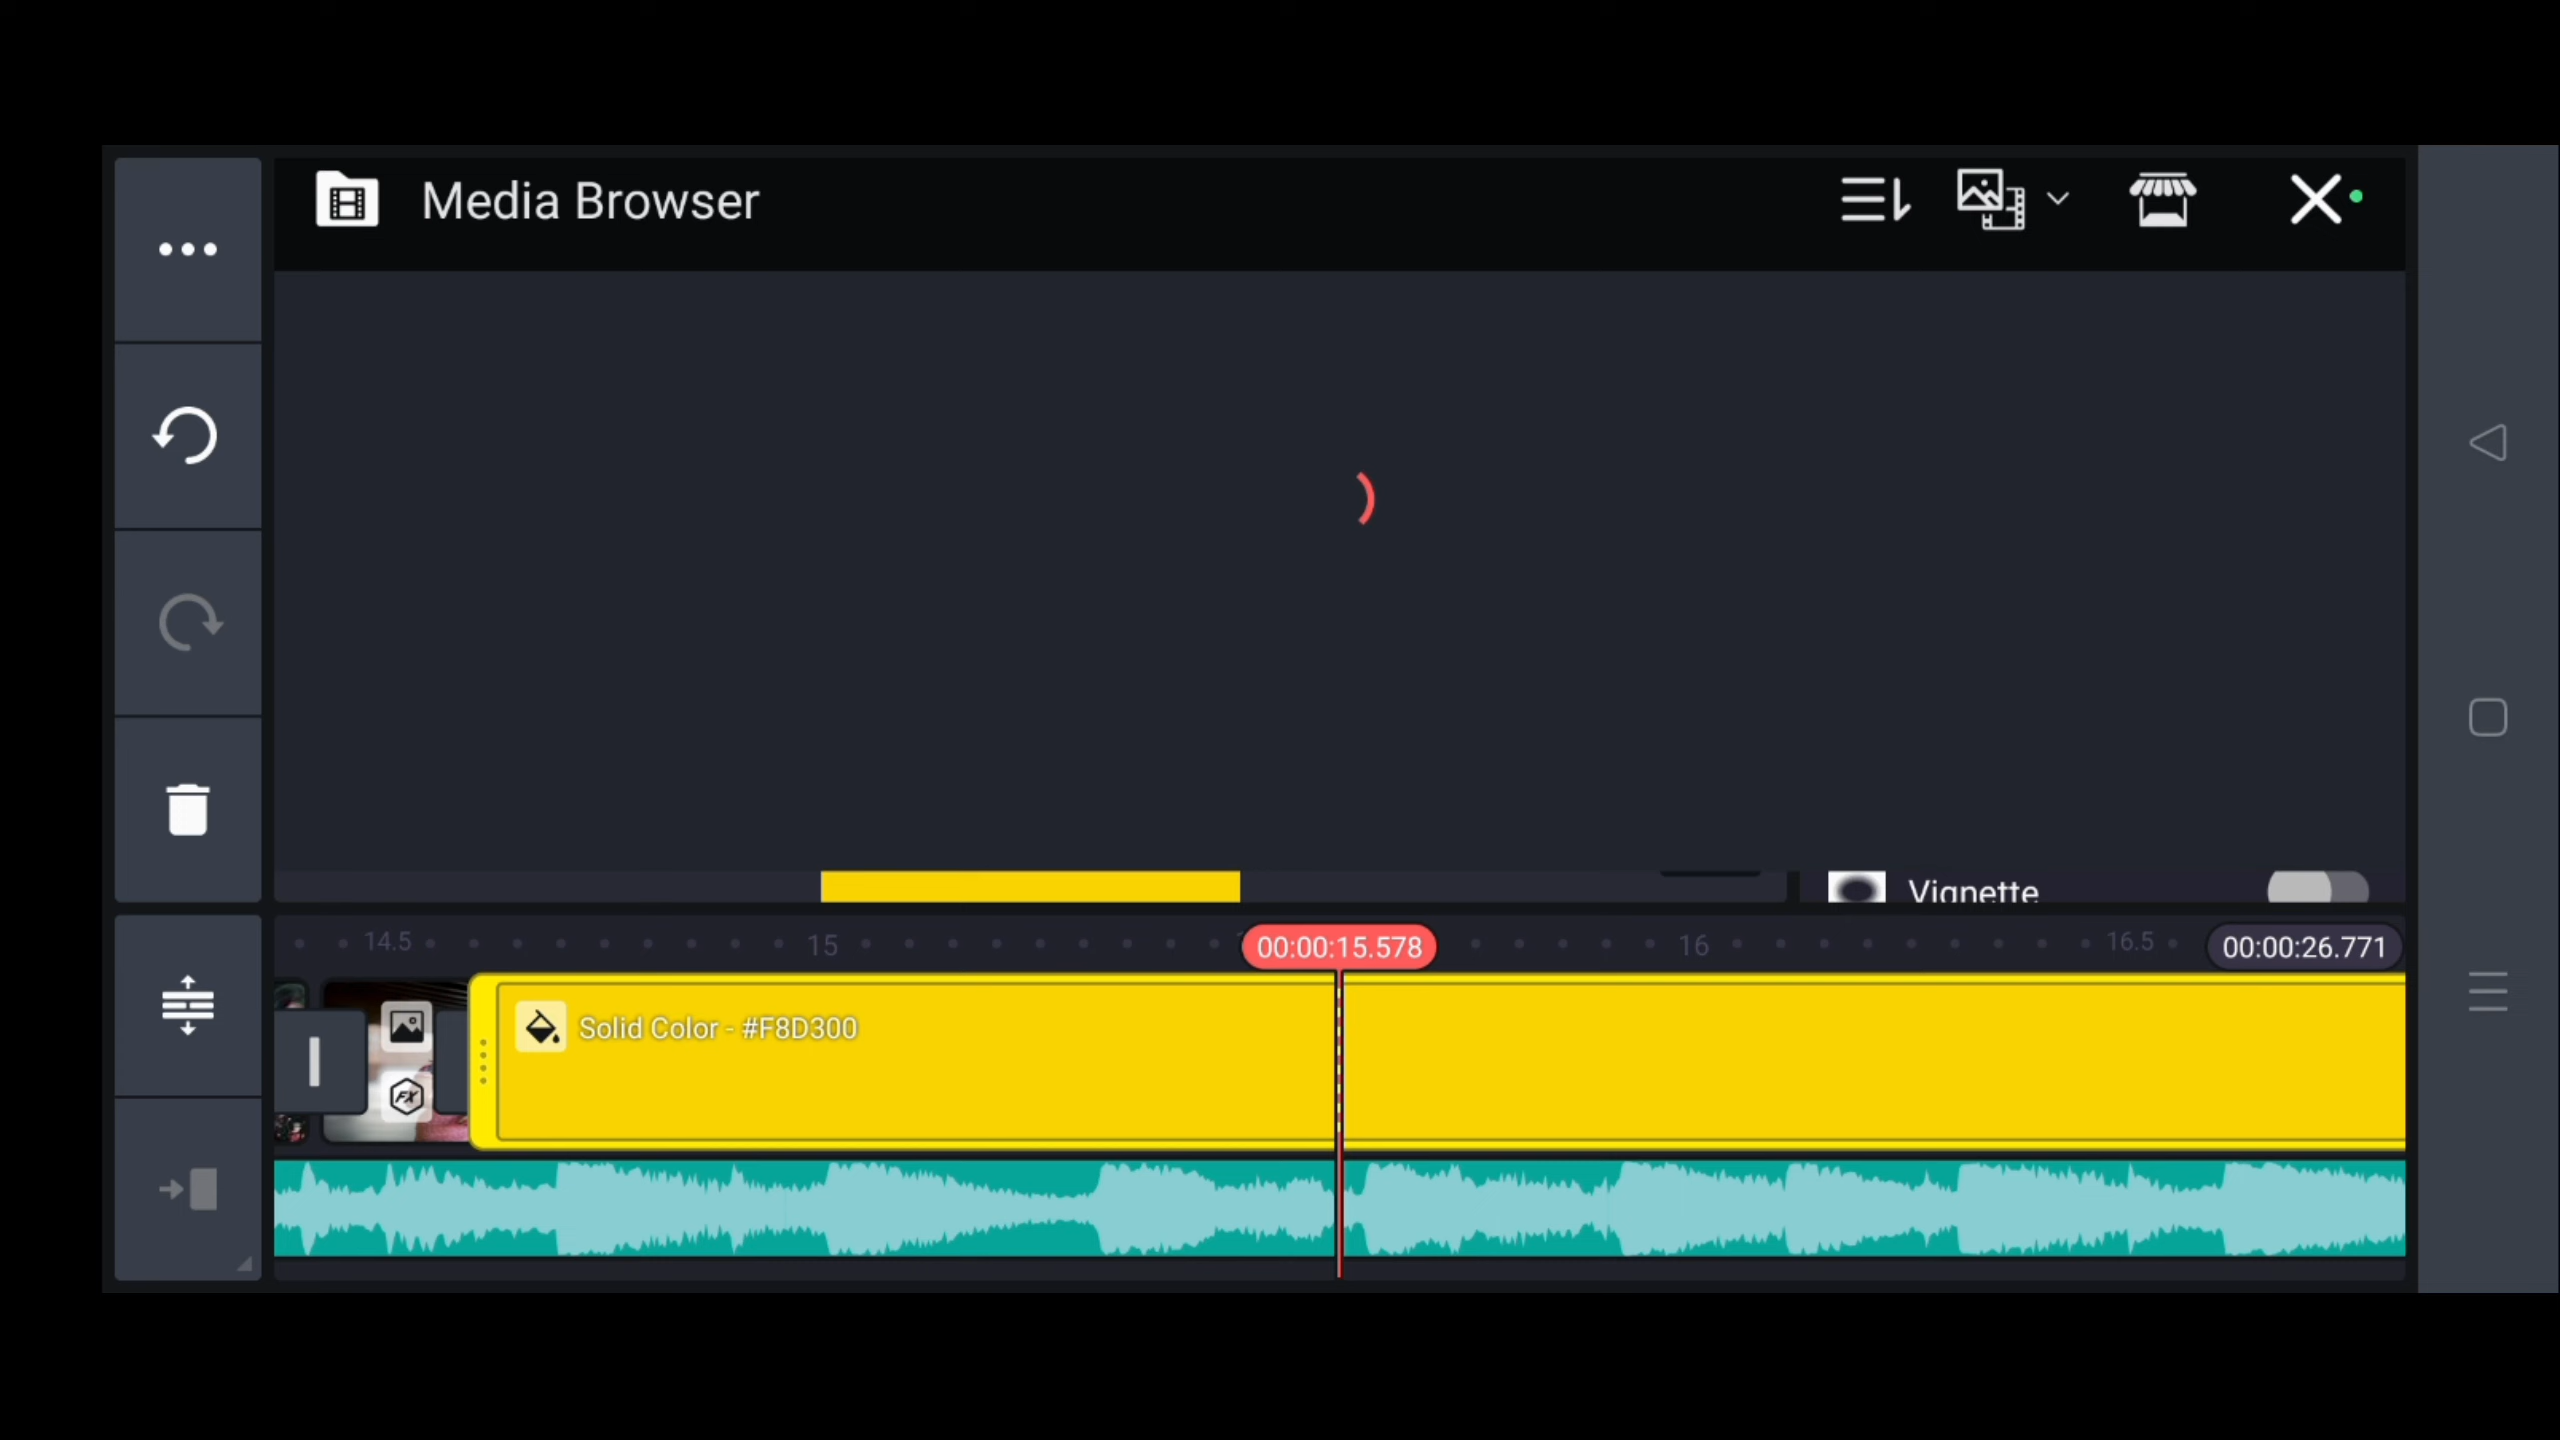 Media Browser
Vignette
14.5
15
00:00:15.578
16
16.5
00:00:26.771
Solid Color - #F8D300
FX